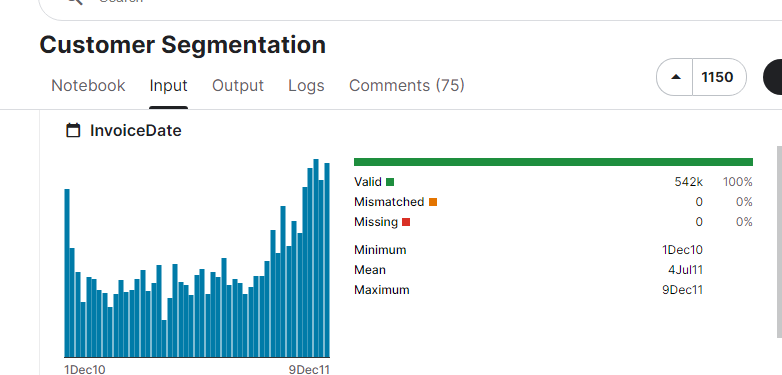 Search
Customer Segmentation
Notebook Input Output Logs Comments (75)
1150
InvoiceDate
Valid 542k 100%
Mismatched 0 0%
Missing 0 0%
Minimum 1Dec10
Mean 4Jul11
Maximum 9Dec11
1Dec10 9Dec11